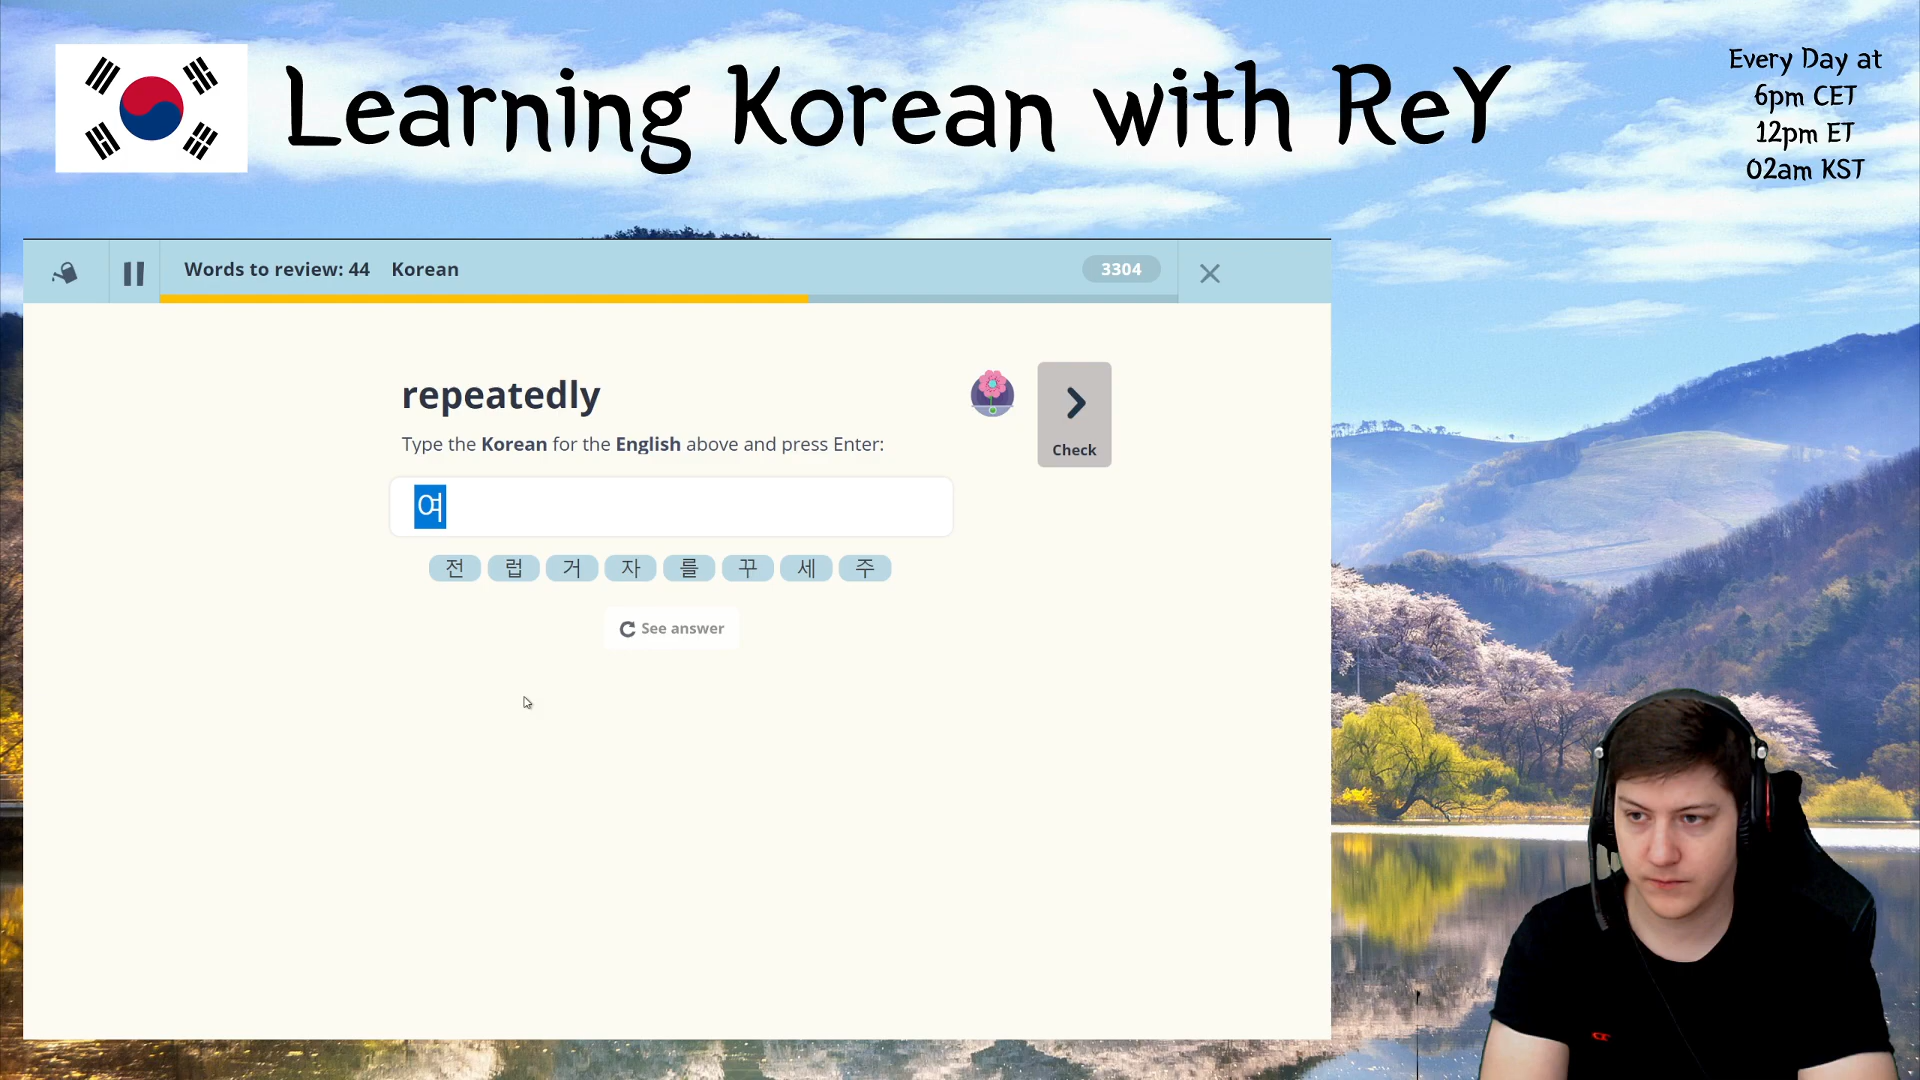 Learning Korean with ReY
Every Day at
6pm CET
12pm ET
02am KST
Words to review: 44 Korean
3304
repeatedly
Type the Korean for the English above and press Enter:
Check
여
전 럽 거 자 를 꾸 세 주
See answer